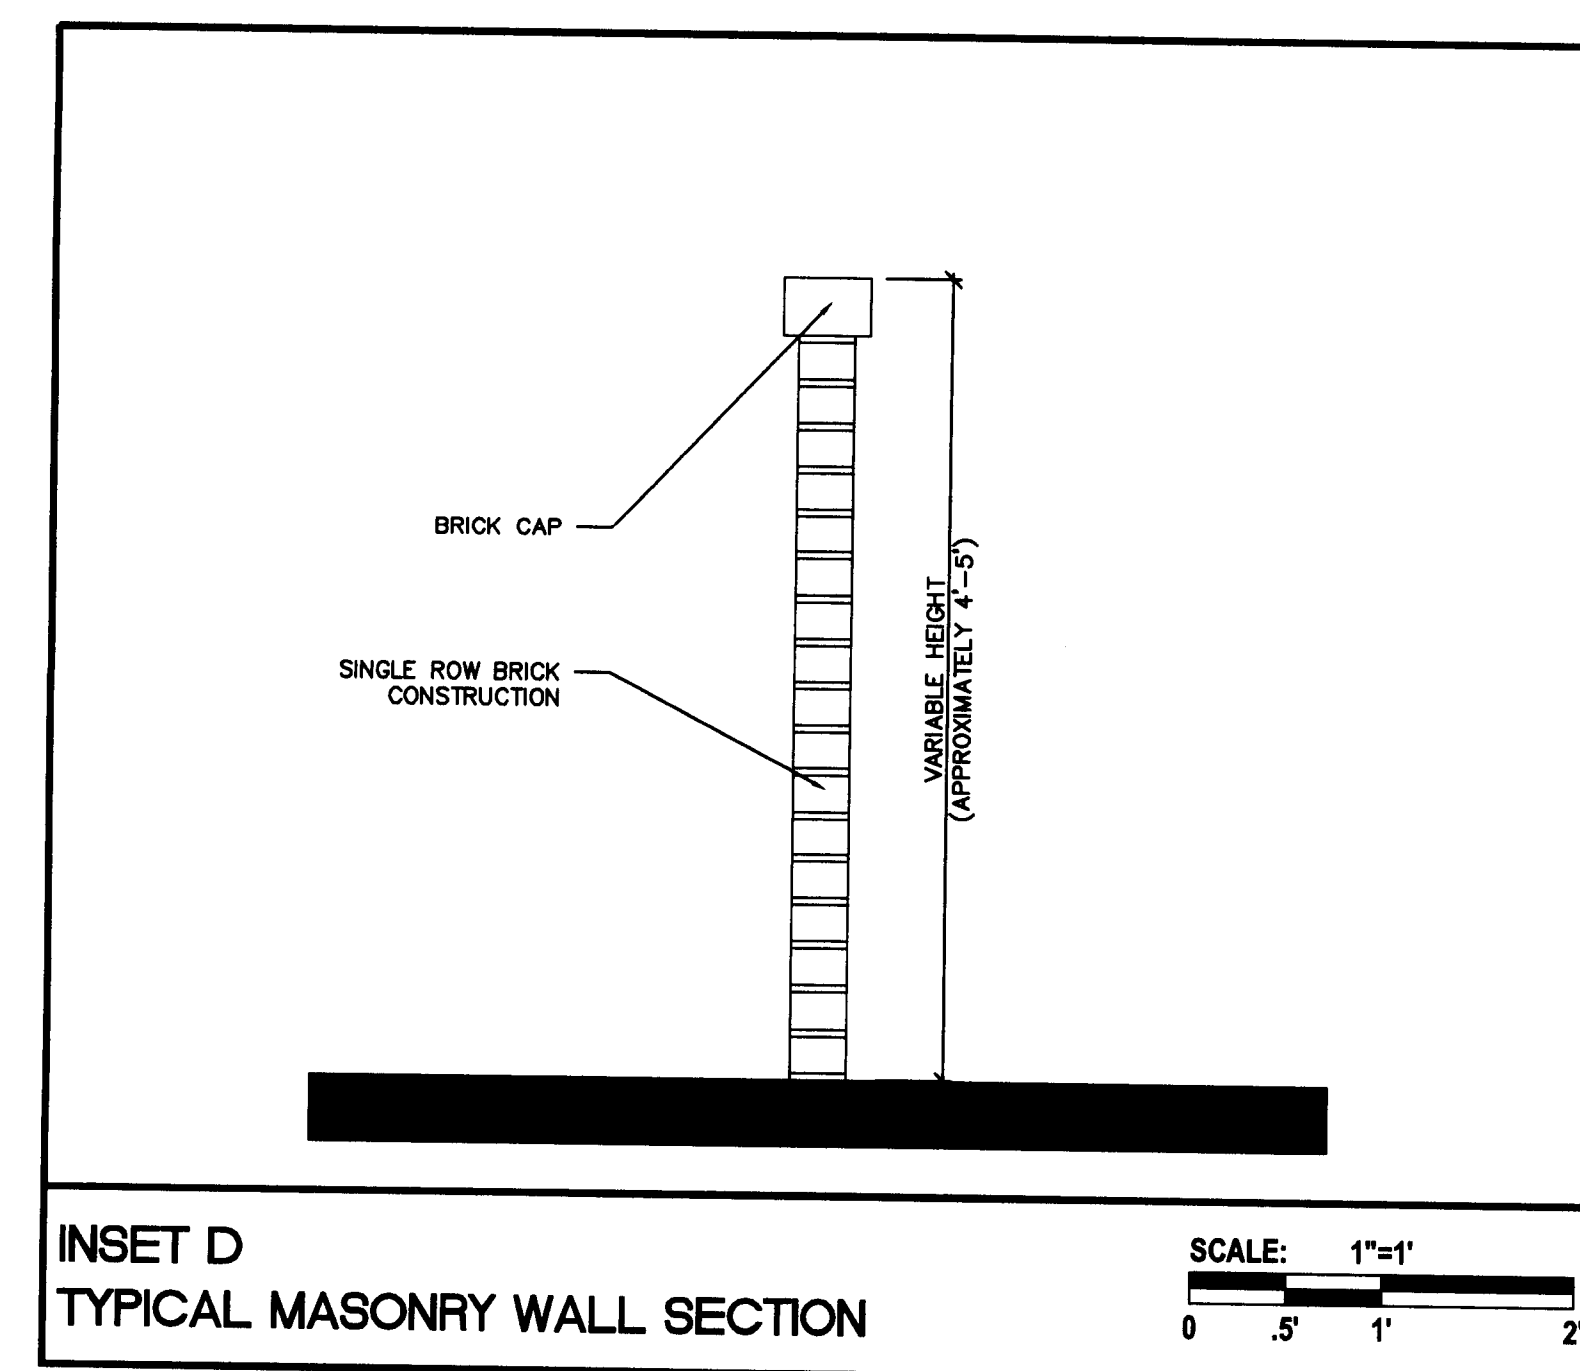 BRICK CAP
SINGLE ROW BRICK
CONSTRUCTION
VARIABLE HEIGHT
(APPROXIMATELY 4'-5')
INSET D
TYPICAL MASONRY WALL SECTION
SCALE: 1"=1'
0 .5' 1' 2'